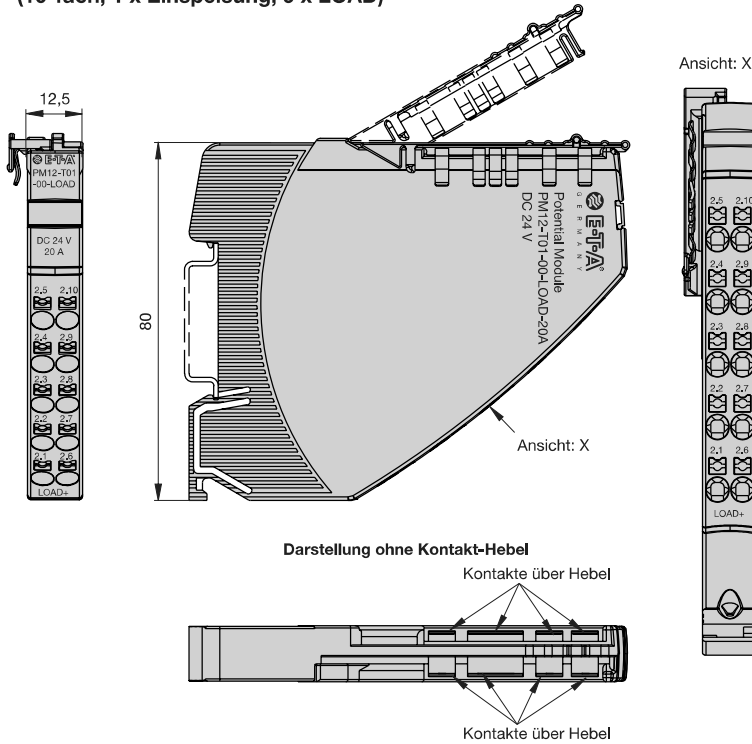 (10-fach, 1 x Einspeisung, 9 x LOAD)
Ansicht: X
12,5
E-T-A
PM12-T01
-00-LOAD
DC 24 V
20 A
2.5 2.10
2.4 2.9
2.3 2.8
2.2 2.7
2.1 2.6
LOAD+
80
E-T-A
GERMANY
Potential Module
PM12-T01-00-LOAD-20A
DC 24 V
Ansicht: X
2.5 2.10
2.4 2.9
2.3 2.8
2.2 2.7
2.1 2.6
LOAD+
Darstellung ohne Kontakt-Hebel
Kontakte über Hebel
Kontakte über Hebel